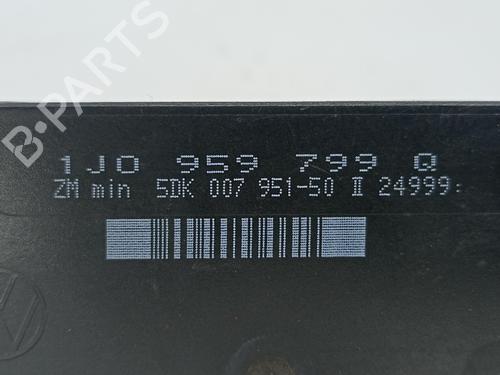 B-PARTS
1J0 959 799 Q
ZM min 5DK 007 951-50 II 24999: